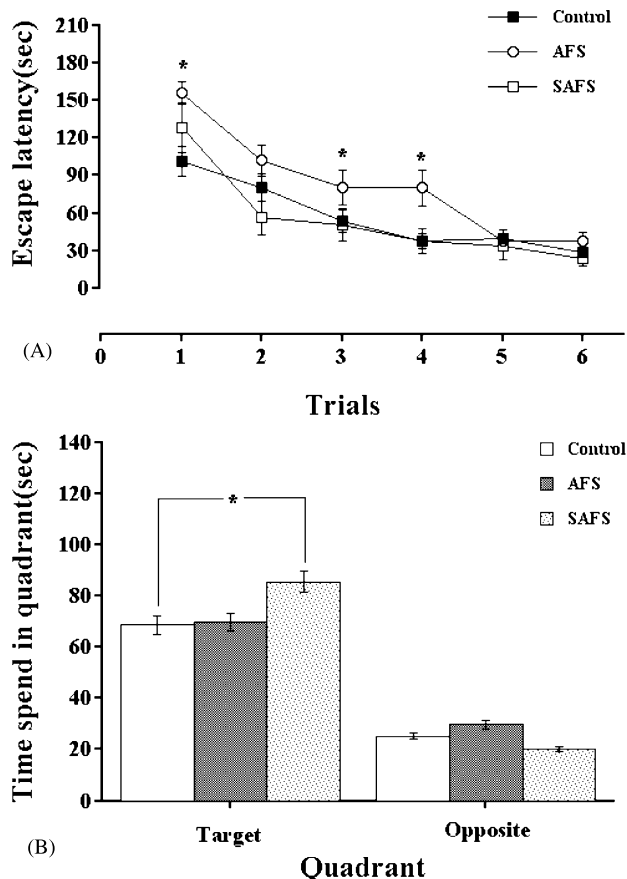 Control
AFS
SAFS
Escape latency(sec)
210
180
150
120
90
60
30
0
*
*
*
(A)
0 1 2 3 4 5 6
Trials
Control
AFS
SAFS
Time spend in quadrant(sec)
140
120
100
80
60
40
20
0
*
Target Opposite
(B)
Quadrant